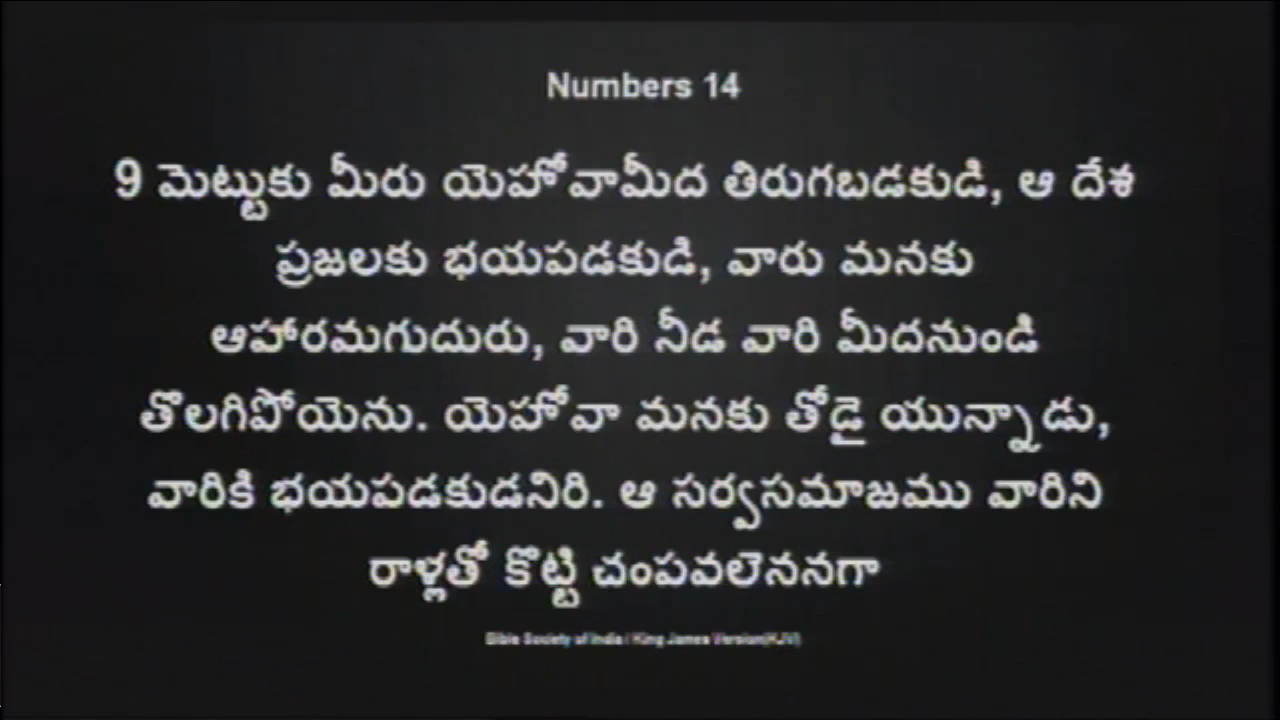 Numbers 14
9 మెట్టుకు మీరు యెహోవామీద తిరుగబడకుడి, ఆ దేశ
ప్రజలకు భయపడకుడి, వారు మనకు
ఆహారమగుదురు, వారి నీడ వారి మీదనుండి
తొలగిపోయెను. యెహోవా మనకు తోడై యున్నాడు,
వారికి భయపడకుడనిరి. ఆ సర్వసమాజము వారిని
రాళ్లతో కొట్టి చంపవలెననగా
Bible Society of India / King James Version(KJV)